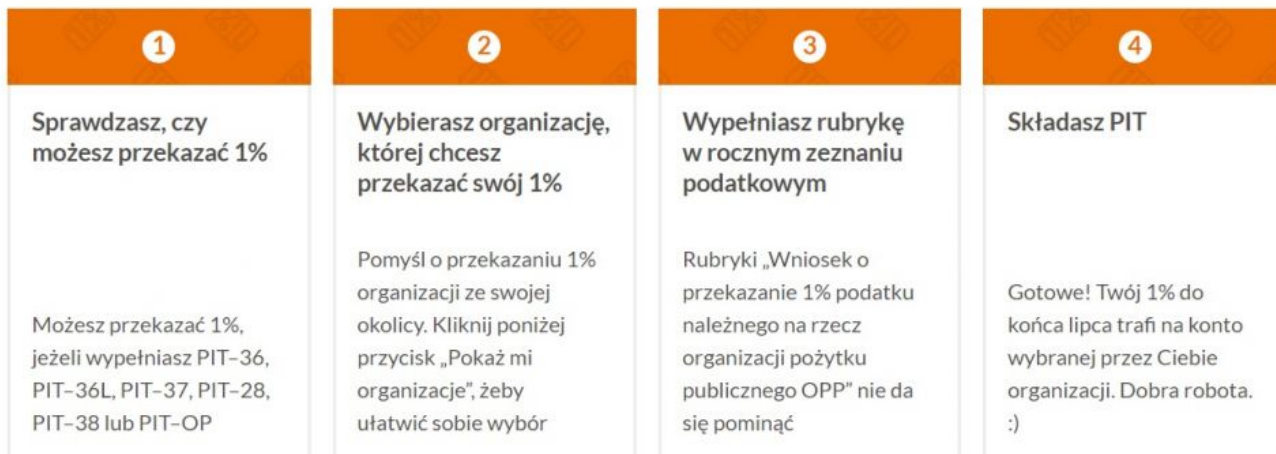 1
Sprawdzasz, czy
możesz przekazać 1%
Możesz przekazać 1%,
jeżeli wypełniasz PIT–36,
PIT–36L, PIT–37, PIT–28,
PIT–38 lub PIT–OP
2
Wybierasz organizację,
której chcesz
przekazać swój 1%
Pomyśl o przekazaniu 1%
organizacji ze swojej
okolicy. Kliknij poniżej
przycisk „Pokaż mi
organizacje”, żeby
ułatwić sobie wybór
3
Wypełniasz rubrykę
w rocznym zeznaniu
podatkowym
Rubryki „Wniosek o
przekazanie 1% podatku
należnego na rzecz
organizacji pożytku
publicznego OPP” nie da
się pominąć
4
Składasz PIT
Gotowe! Twój 1% do
końca lipca trafi na konto
wybranej przez Ciebie
organizacji. Dobra robota.
:)